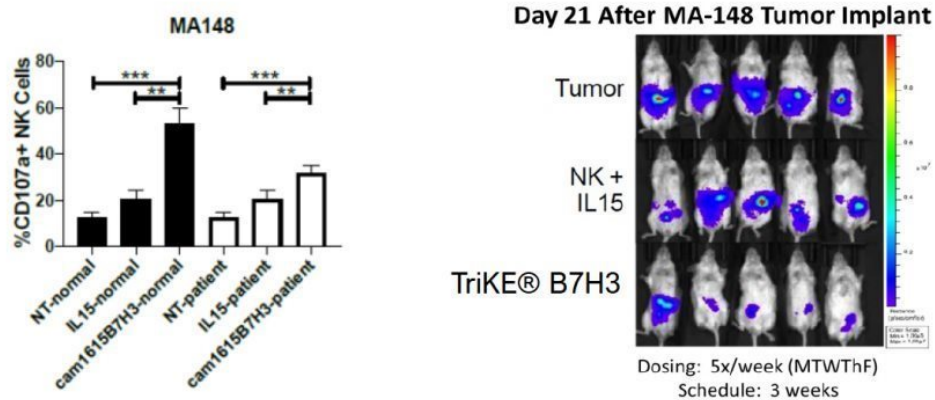 MA148
%CD107a+ NK Cells
80
60
40
20
0
***
**
***
**
NT-normal
IL15-normal
cam1615B7H3-normal
NT-patient
IL15-patient
cam1615B7H3-patient
Day 21 After MA-148 Tumor Implant
Tumor
NK +
IL15
TriKE® B7H3
Dosing: 5x/week (MTWThF)
Schedule: 3 weeks